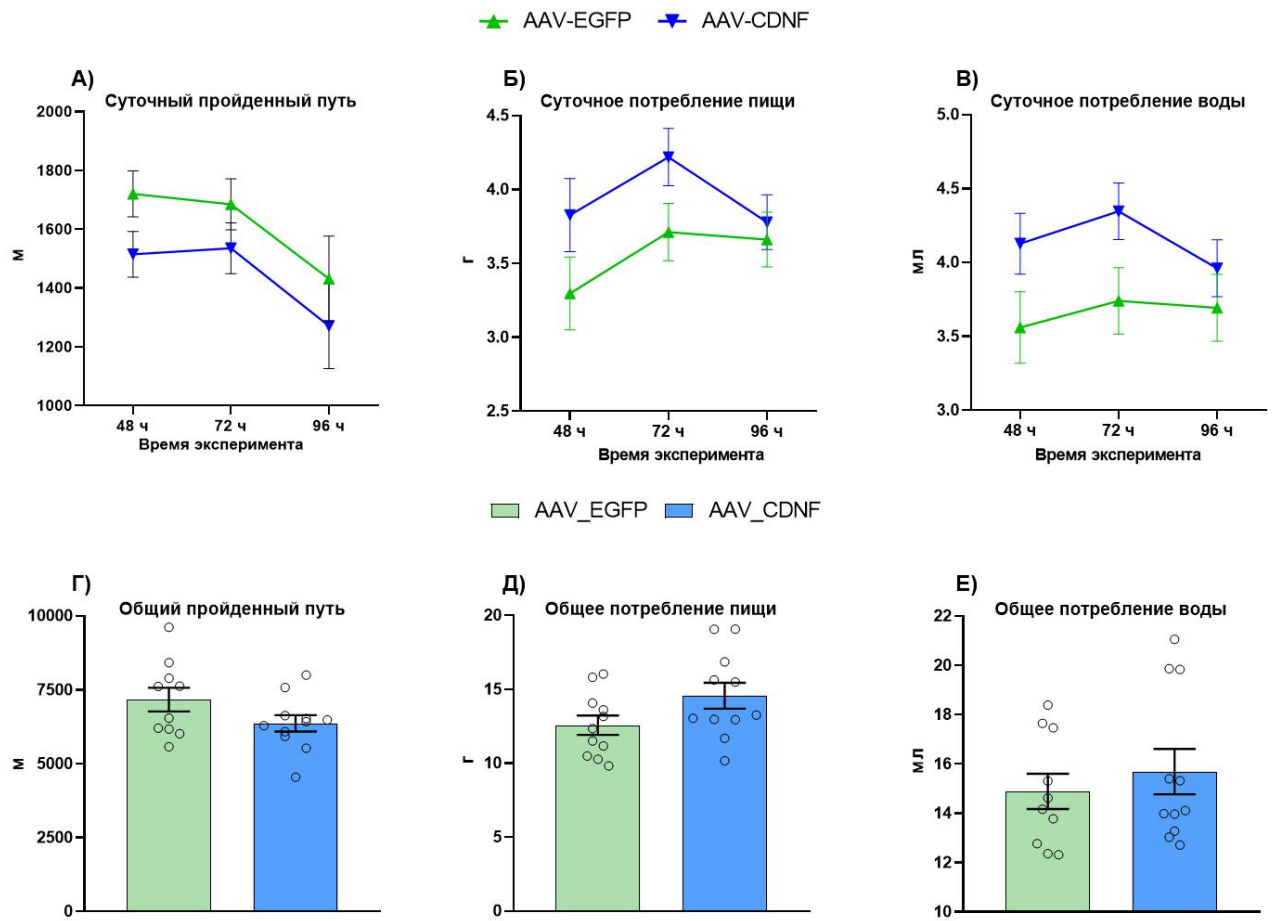 AAV-EGFP AAV-CDNF
А) Б) В)
Суточный пройденный путь Суточное потребление пищи Суточное потребление воды
2000
1800
1600
1400
1200
1000
м
48 ч 72 ч 96 ч
Время эксперимента
4.5
4.0
3.5
3.0
2.5
г
48 ч 72 ч 96 ч
Время эксперимента
5.0
4.5
4.0
3.5
3.0
мл
48 ч 72 ч 96 ч
Время эксперимента
AAV_EGFP AAV_CDNF
Г) Д) Е)
Общий пройденный путь Общее потребление пищи Общее потребление воды
10000
7500
5000
2500
0
м
20
15
10
5
0
г
22
20
18
16
14
12
10
мл